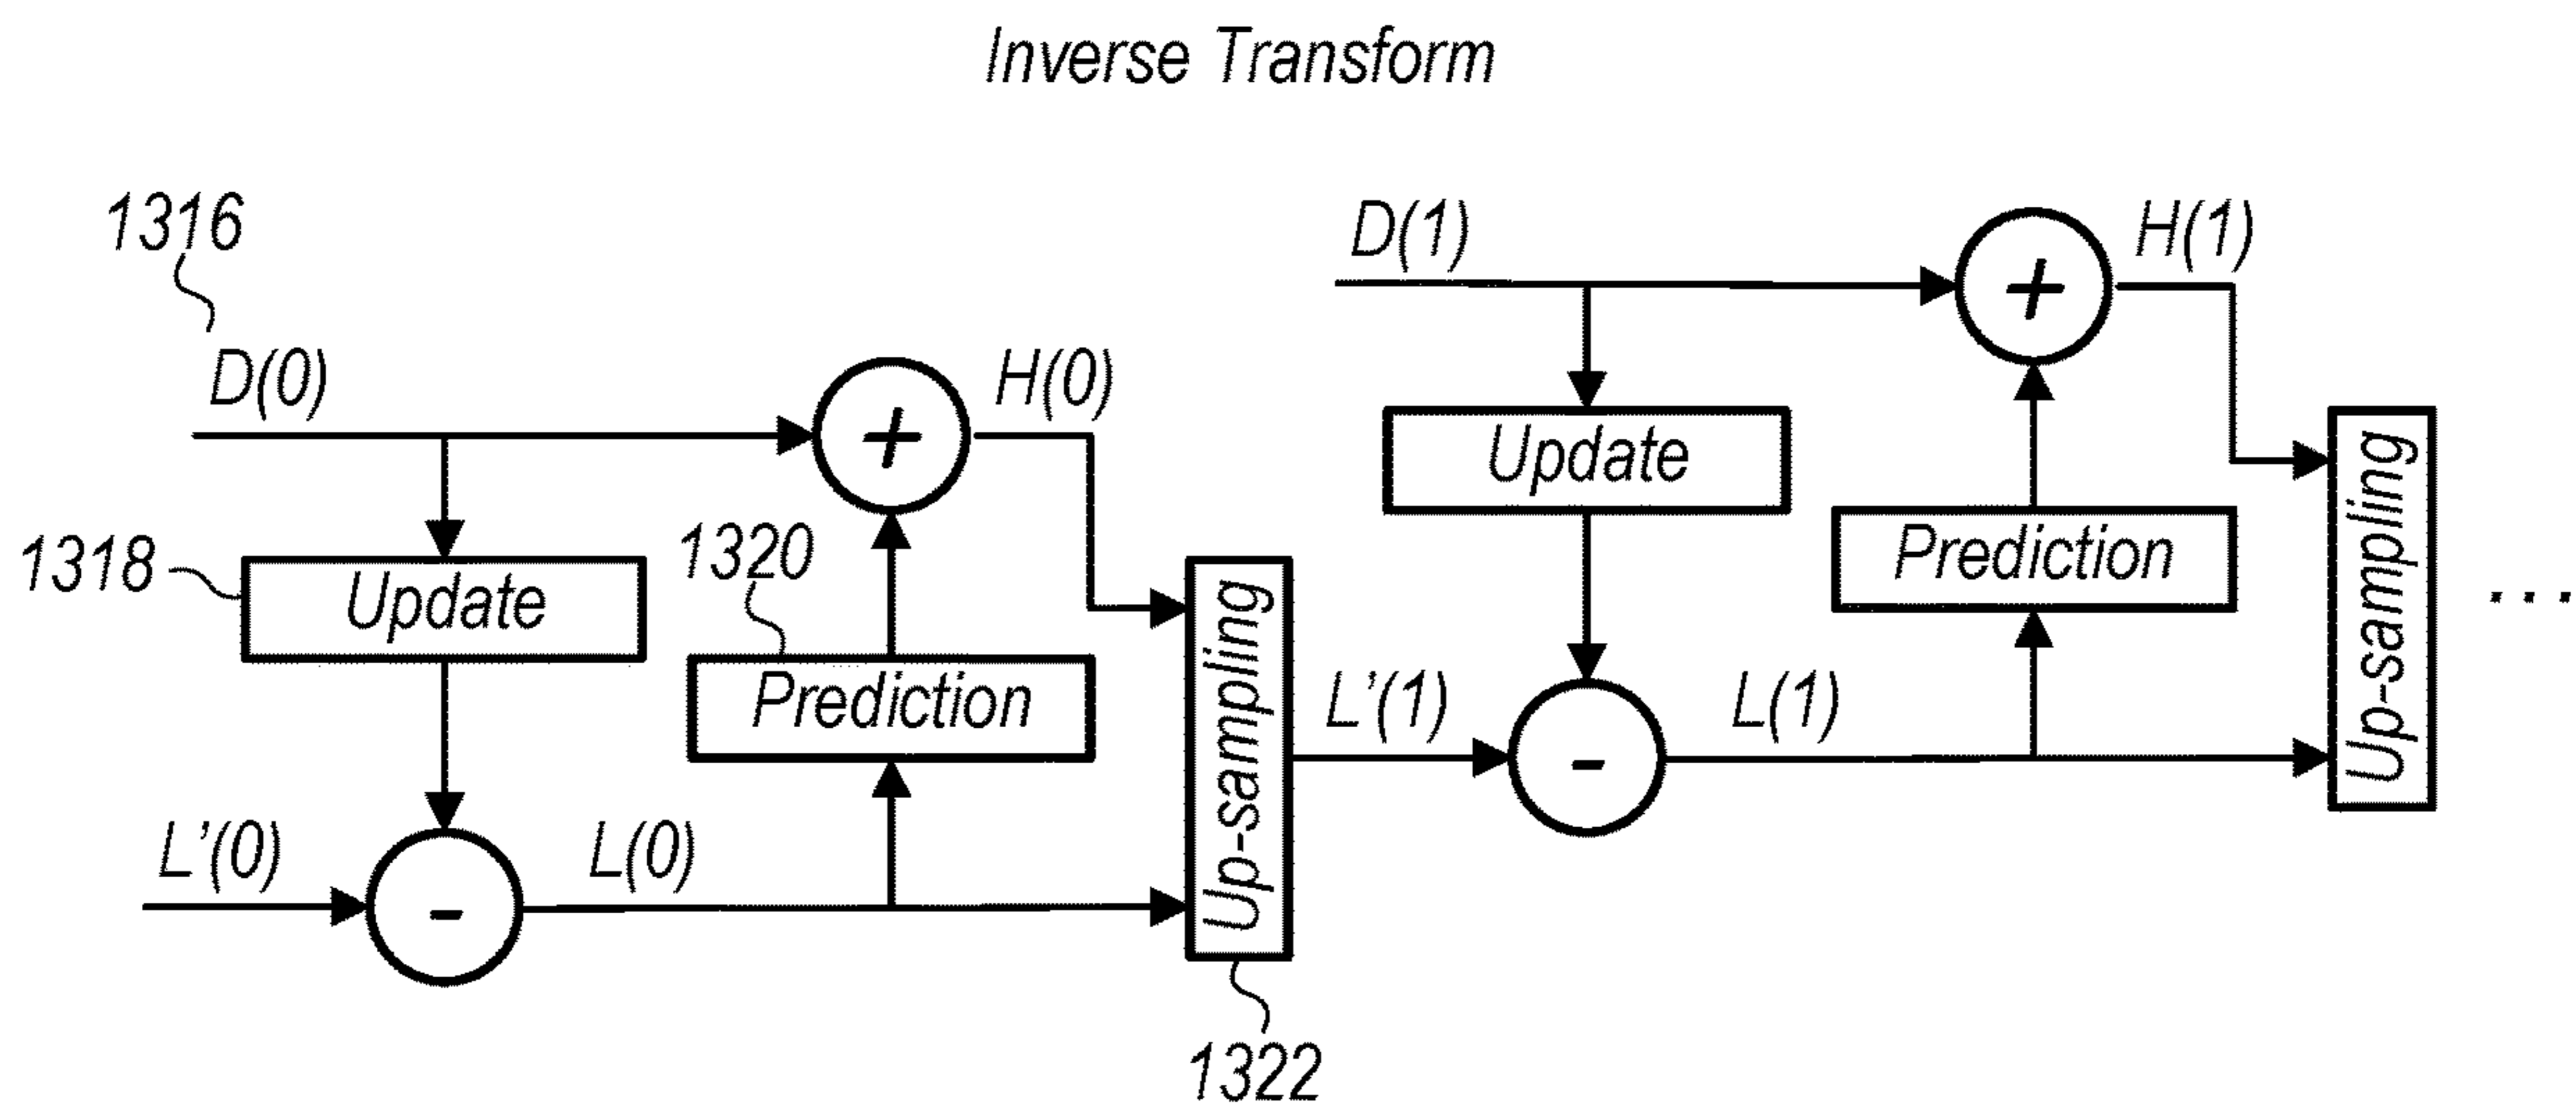 Inverse Transform
1316
D(0)
H(0)
1318
Update
1320
Prediction
L'(0)
-
L(0)
+
Up-sampling
1322
D(1)
H(1)
+
Update
Prediction
L'(1)
-
L(1)
Up-sampling
...